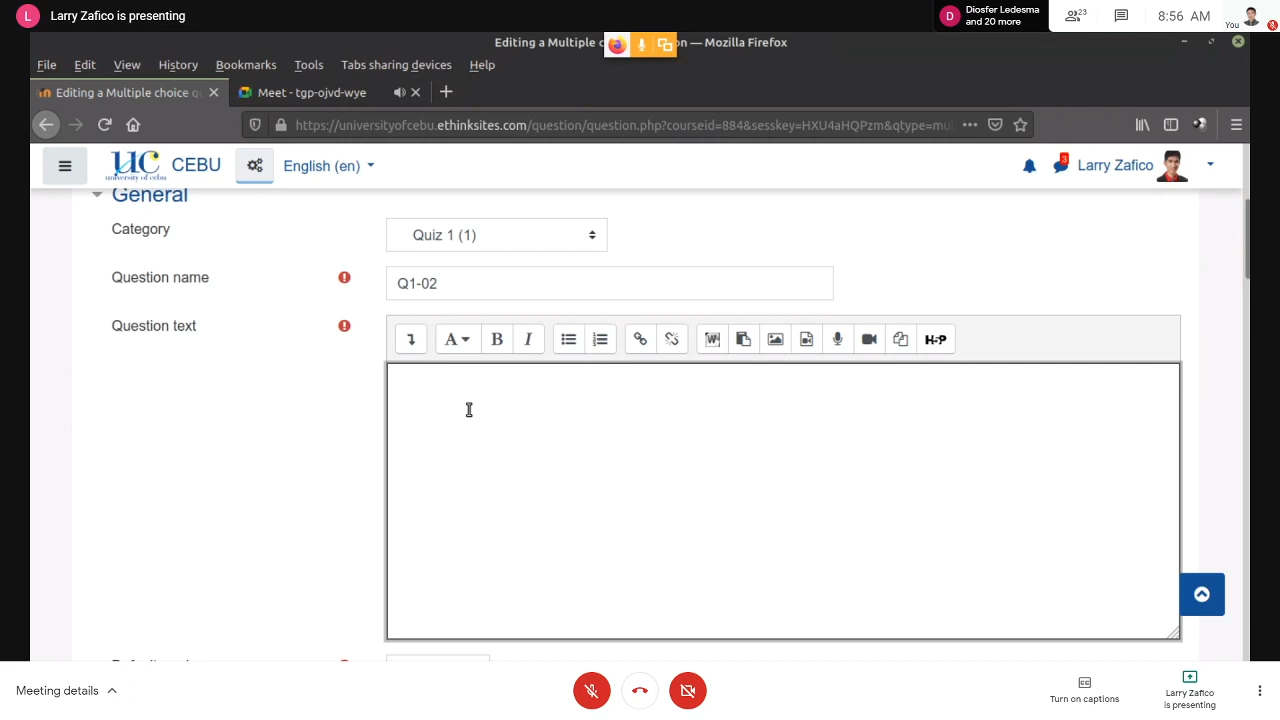 L Larry Zafico is presenting
D Diosfer Ledesma and 20 more
23
8:56 AM
You
Editing a Multiple c
n — Mozilla Firefox
File Edit View History Bookmarks Tools Tabs sharing devices Help
Editing a Multiple choice q
Meet - tgp-ojvd-wye
https://universityofcebu.ethinksites.com/question/question.php?courseid=884&sesskey=HXU4aHQPzm&qtype=mu
UC university of cebu CEBU English (en) 3 Larry Zafico
General
Category Quiz 1 (1)
Question name Q1-02
Question text
A B I W H-P
Meeting details
Turn on captions
Larry Zafico is presenting